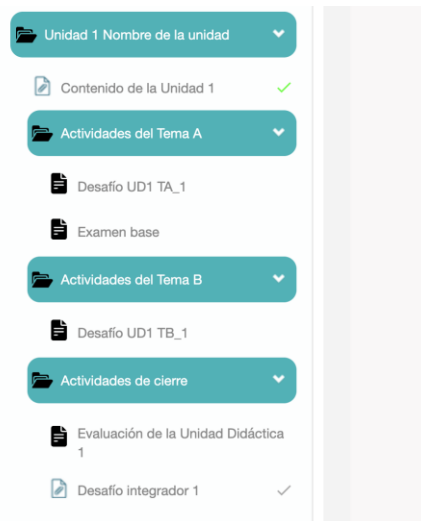 Unidad 1 Nombre de la unidad
Contenido de la Unidad 1
Actividades del Tema A
Desafío UD1 TA_1
Examen base
Actividades del Tema B
Desafío UD1 TB_1
Actividades de cierre
Evaluación de la Unidad Didáctica
1
Desafío integrador 1